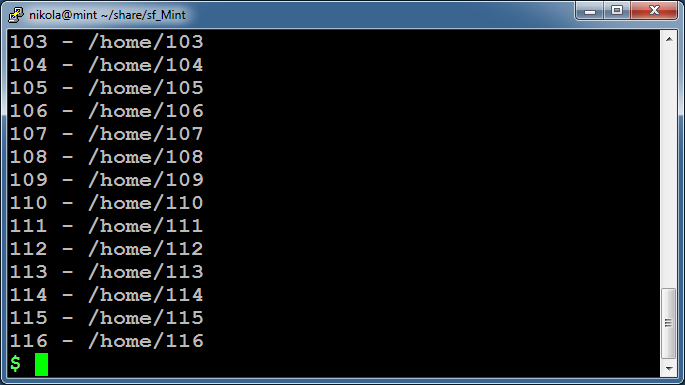 nikola@mint ~/share/sf_Mint
103 - /home/103
104 - /home/104
105 - /home/105
106 - /home/106
107 - /home/107
108 - /home/108
109 - /home/109
110 - /home/110
111 - /home/111
112 - /home/112
113 - /home/113
114 - /home/114
115 - /home/115
116 - /home/116
$